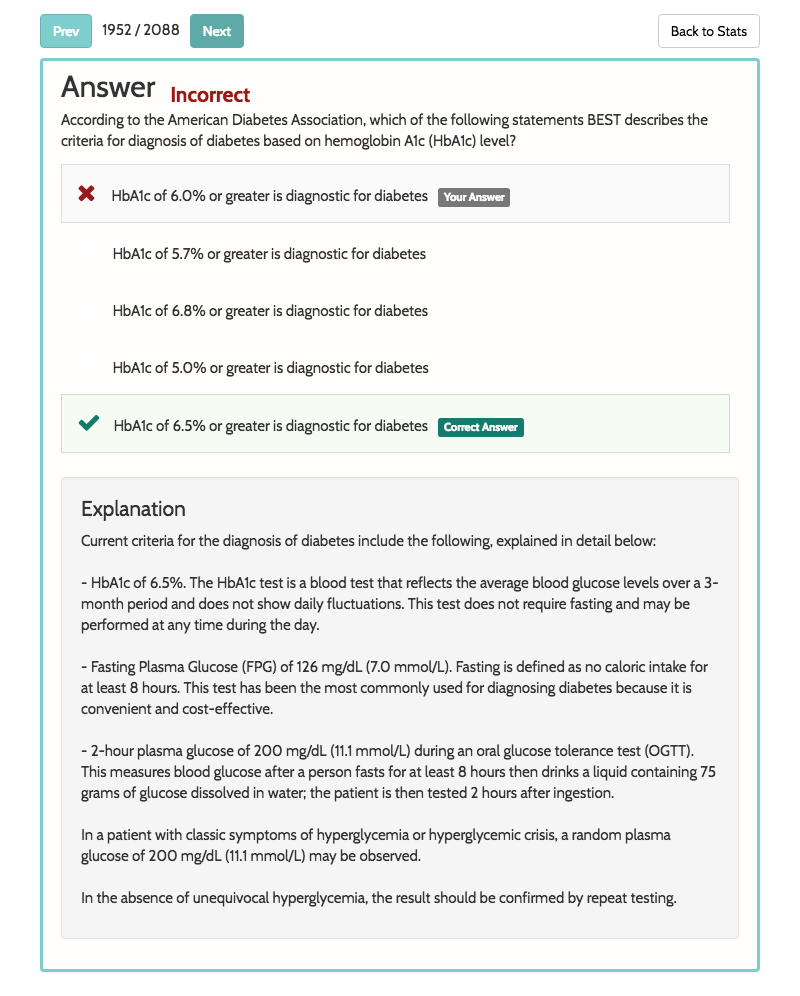 Prev 1952 / 2088 Next Back to Stats
Answer Incorrect
According to the American Diabetes Association, which of the following statements BEST describes the
criteria for diagnosis of diabetes based on hemoglobin A1c (HbA1c) level?
HbA1c of 6.0% or greater is diagnostic for diabetes Your Answer
HbA1c of 5.7% or greater is diagnostic for diabetes
HbA1c of 6.8% or greater is diagnostic for diabetes
HbA1c of 5.0% or greater is diagnostic for diabetes
HbA1c of 6.5% or greater is diagnostic for diabetes Correct Answer
Explanation
Current criteria for the diagnosis of diabetes include the following, explained in detail below:
- HbA1c of 6.5%. The HbA1c test is a blood test that reflects the average blood glucose levels over a 3-
month period and does not show daily fluctuations. This test does not require fasting and may be
performed at any time during the day.
- Fasting Plasma Glucose (FPG) of 126 mg/dL (7.0 mmol/L). Fasting is defined as no caloric intake for
at least 8 hours. This test has been the most commonly used for diagnosing diabetes because it is
convenient and cost-effective.
- 2-hour plasma glucose of 200 mg/dL (11.1 mmol/L) during an oral glucose tolerance test (OGTT).
This measures blood glucose after a person fasts for at least 8 hours then drinks a liquid containing 75
grams of glucose dissolved in water; the patient is then tested 2 hours after ingestion.
In a patient with classic symptoms of hyperglycemia or hyperglycemic crisis, a random plasma
glucose of 200 mg/dL (11.1 mmol/L) may be observed.
In the absence of unequivocal hyperglycemia, the result should be confirmed by repeat testing.